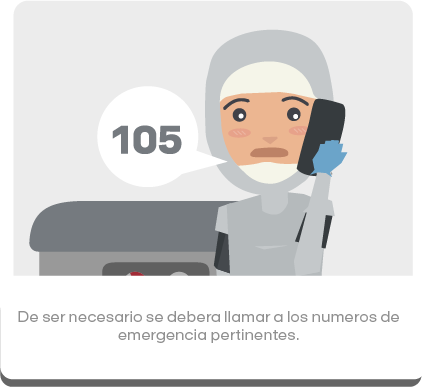 105
De ser necesario se debera llamar a los numeros de
emergencia pertinentes.